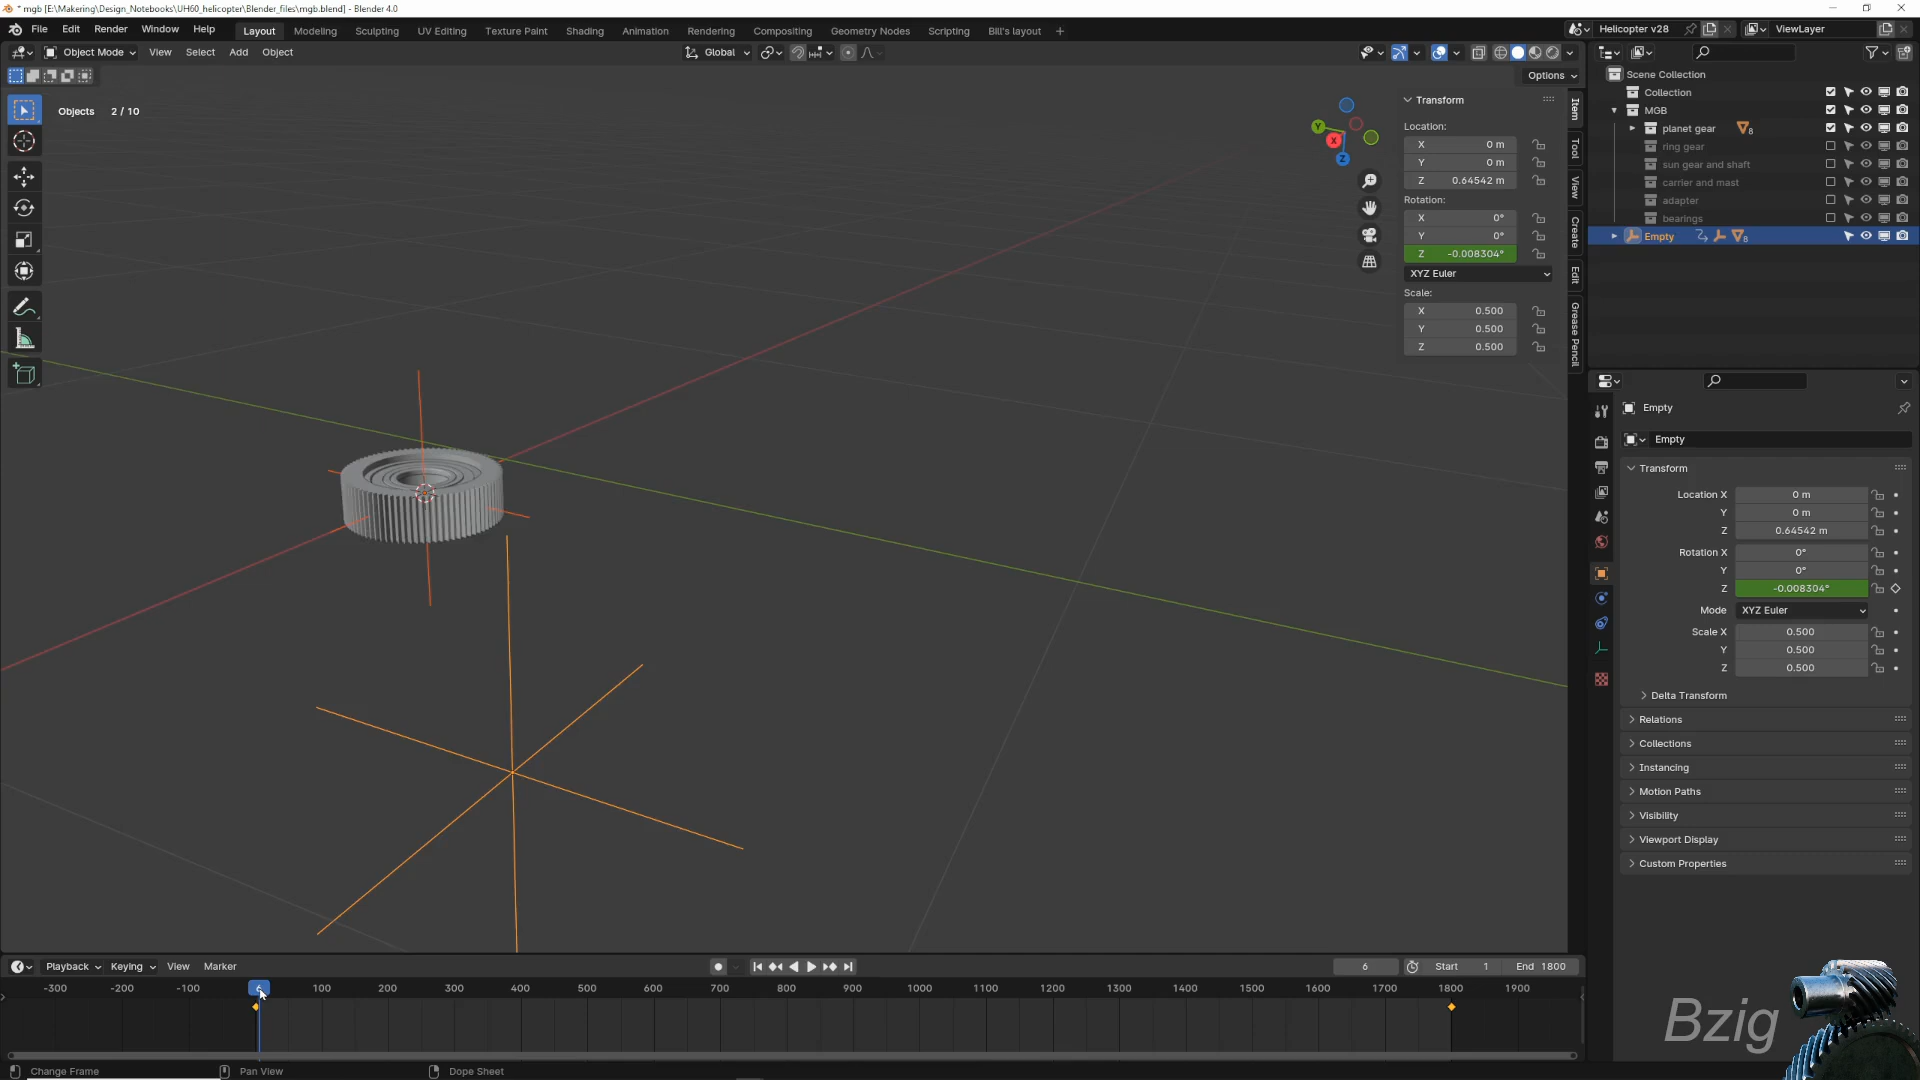 * mgb [E:\Makering\Design_Notebooks\UH60_helicopter\Blender_files\mgb.blend] - Blender 4.0
File Edit Render Window Help Layout Modeling Sculpting UV Editing Texture Paint Shading Animation Rendering Compositing Geometry Nodes Scripting Bill's layout + Helicopter v28 ViewLayer
Object Mode View Select Add Object Global
Options
Objects 2 / 10
Transform
Location:
X 0 m
Y 0 m
Z 0.64542 m
Rotation:
X 0°
Y 0°
Z -0.008304°
XYZ Euler
Scale:
X 0.500
Y 0.500
Z 0.500
Item
Tool
View
Create
Edit
Grease Pencil
Y
X
Z
Scene Collection
Collection
MGB
planet gear 8
ring gear
sun gear and shaft
carrier and mast
adapter
bearings
Empty 8
Empty
Empty
Transform
Location X 0 m
Y 0 m
Z 0.64542 m
Rotation X 0°
Y 0°
Z -0.008304°
Mode XYZ Euler
Scale X 0.500
Y 0.500
Z 0.500
Delta Transform
Relations
Collections
Instancing
Motion Paths
Visibility
Viewport Display
Custom Properties
Playback Keying View Marker 6 Start 1 End 1800
-300 -200 -100 6 100 200 300 400 500 600 700 800 900 1000 1100 1200 1300 1400 1500 1600 1700 1800 1900
Change Frame Pan View Dope Sheet
Bzig